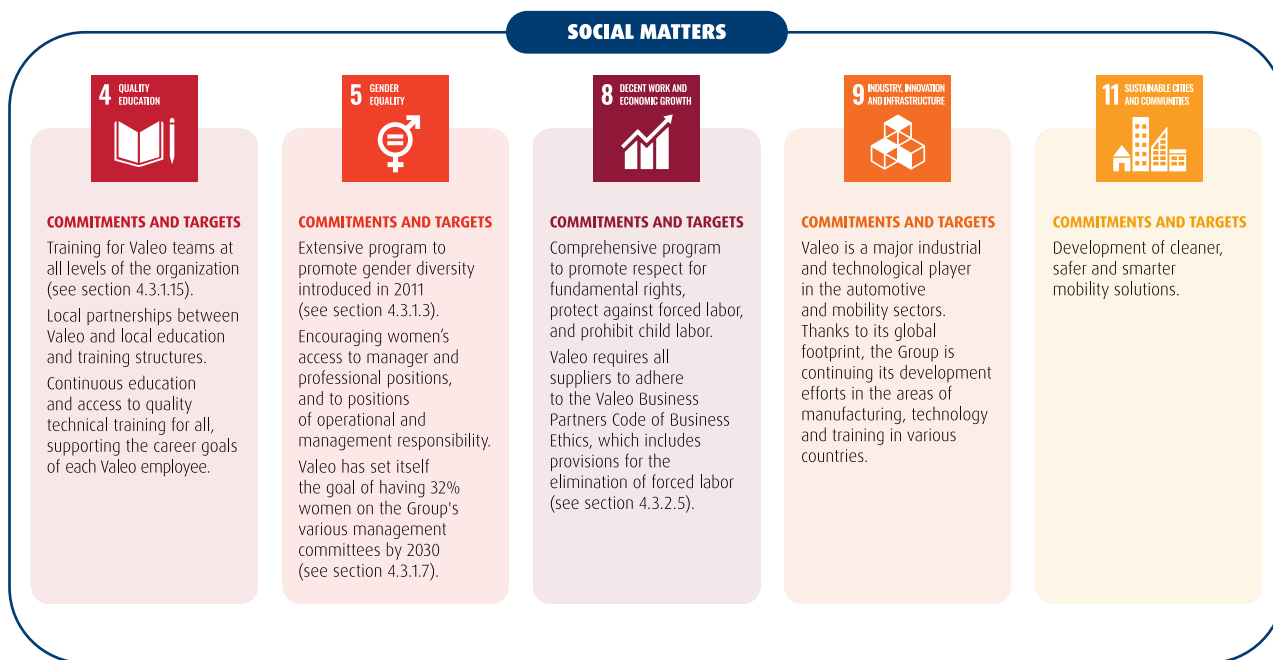 SOCIAL MATTERS
4 QUALITY
EDUCATION
COMMITMENTS AND TARGETS
Training for Valeo teams at
all levels of the organization
(see section 4.3.1.15).
Local partnerships between
Valeo and local education
and training structures.
Continuous education
and access to quality
technical training for all,
supporting the career goals
of each Valeo employee.
5 GENDER
EQUALITY
COMMITMENTS AND TARGETS
Extensive program to
promote gender diversity
introduced in 2011
(see section 4.3.1.3).
Encouraging women's
access to manager and
professional positions,
and to positions
of operational and
management responsibility.
Valeo has set itself
the goal of having 32%
women on the Group's
various management
committees by 2030
(see section 4.3.1.7).
8 DECENT WORK AND
ECONOMIC GROWTH
COMMITMENTS AND TARGETS
Comprehensive program
to promote respect for
fundamental rights,
protect against forced labor,
and prohibit child labor.
Valeo requires all
suppliers to adhere
to the Valeo Business
Partners Code of Business
Ethics, which includes
provisions for the
elimination of forced labor
(see section 4.3.2.5).
9 INDUSTRY, INNOVATION
AND INFRASTRUCTURE
COMMITMENTS AND TARGETS
Valeo is a major industrial
and technological player
in the automotive
and mobility sectors.
Thanks to its global
footprint, the Group is
continuing its development
efforts in the areas of
manufacturing, technology
and training in various
countries.
11 SUSTAINABLE CITIES
AND COMMUNITIES
COMMITMENTS AND TARGETS
Development of cleaner,
safer and smarter
mobility solutions.